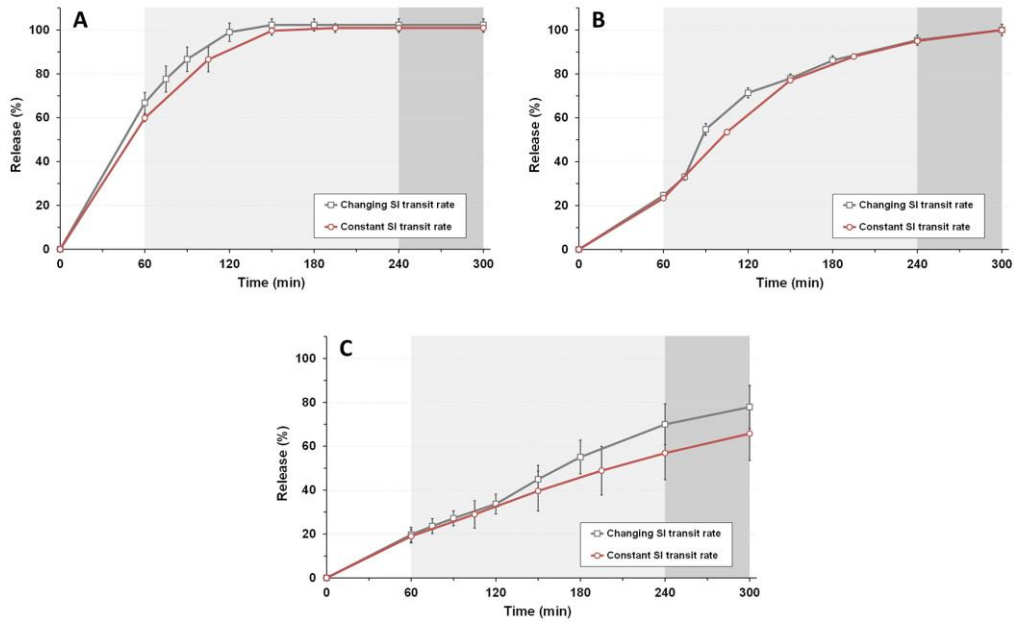 A
100
80
60
40
20
0
Release (%)
Changing SI transit rate
Constant SI transit rate
0 60 120 180 240 300
Time (min)
B
100
80
60
40
20
0
Release (%)
Changing SI transit rate
Constant SI transit rate
0 60 120 180 240 300
Time (min)
C
100
80
60
40
20
0
Release (%)
Changing SI transit rate
Constant SI transit rate
0 60 120 180 240 300
Time (min)